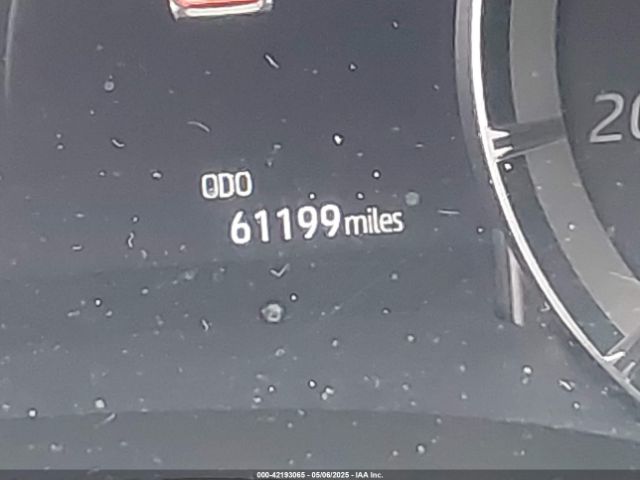 20
ODO
61199 miles
000-42193065 - 05/06/2025 - IAA Inc.